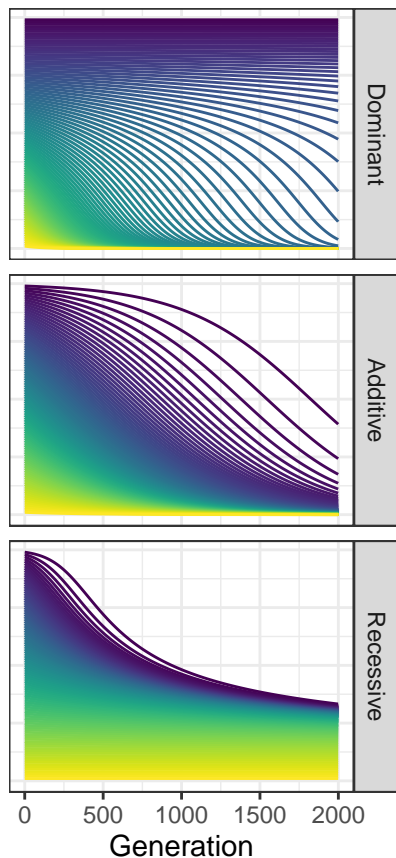 Dominant
Additive
Recessive
0 500 1000 1500 2000
Generation